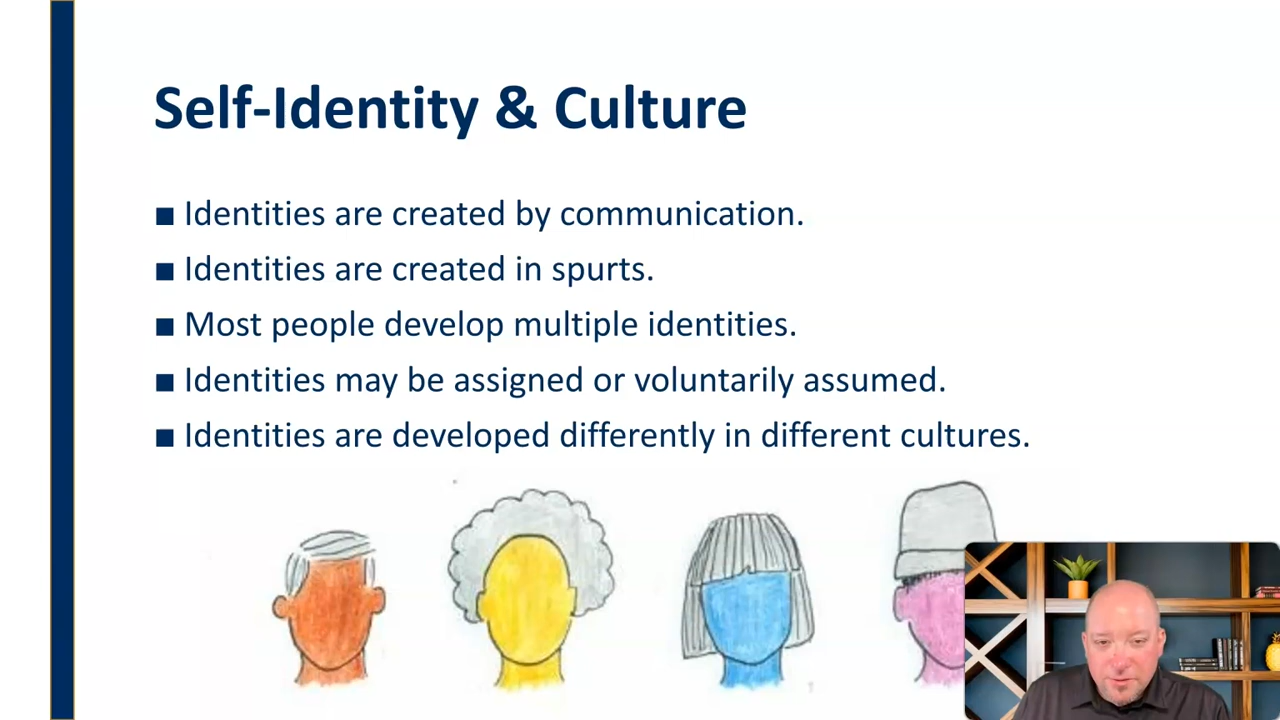 Self-Identity & Culture
■ Identities are created by communication.
■ Identities are created in spurts.
■ Most people develop multiple identities.
■ Identities may be assigned or voluntarily assumed.
■ Identities are developed differently in different cultures.